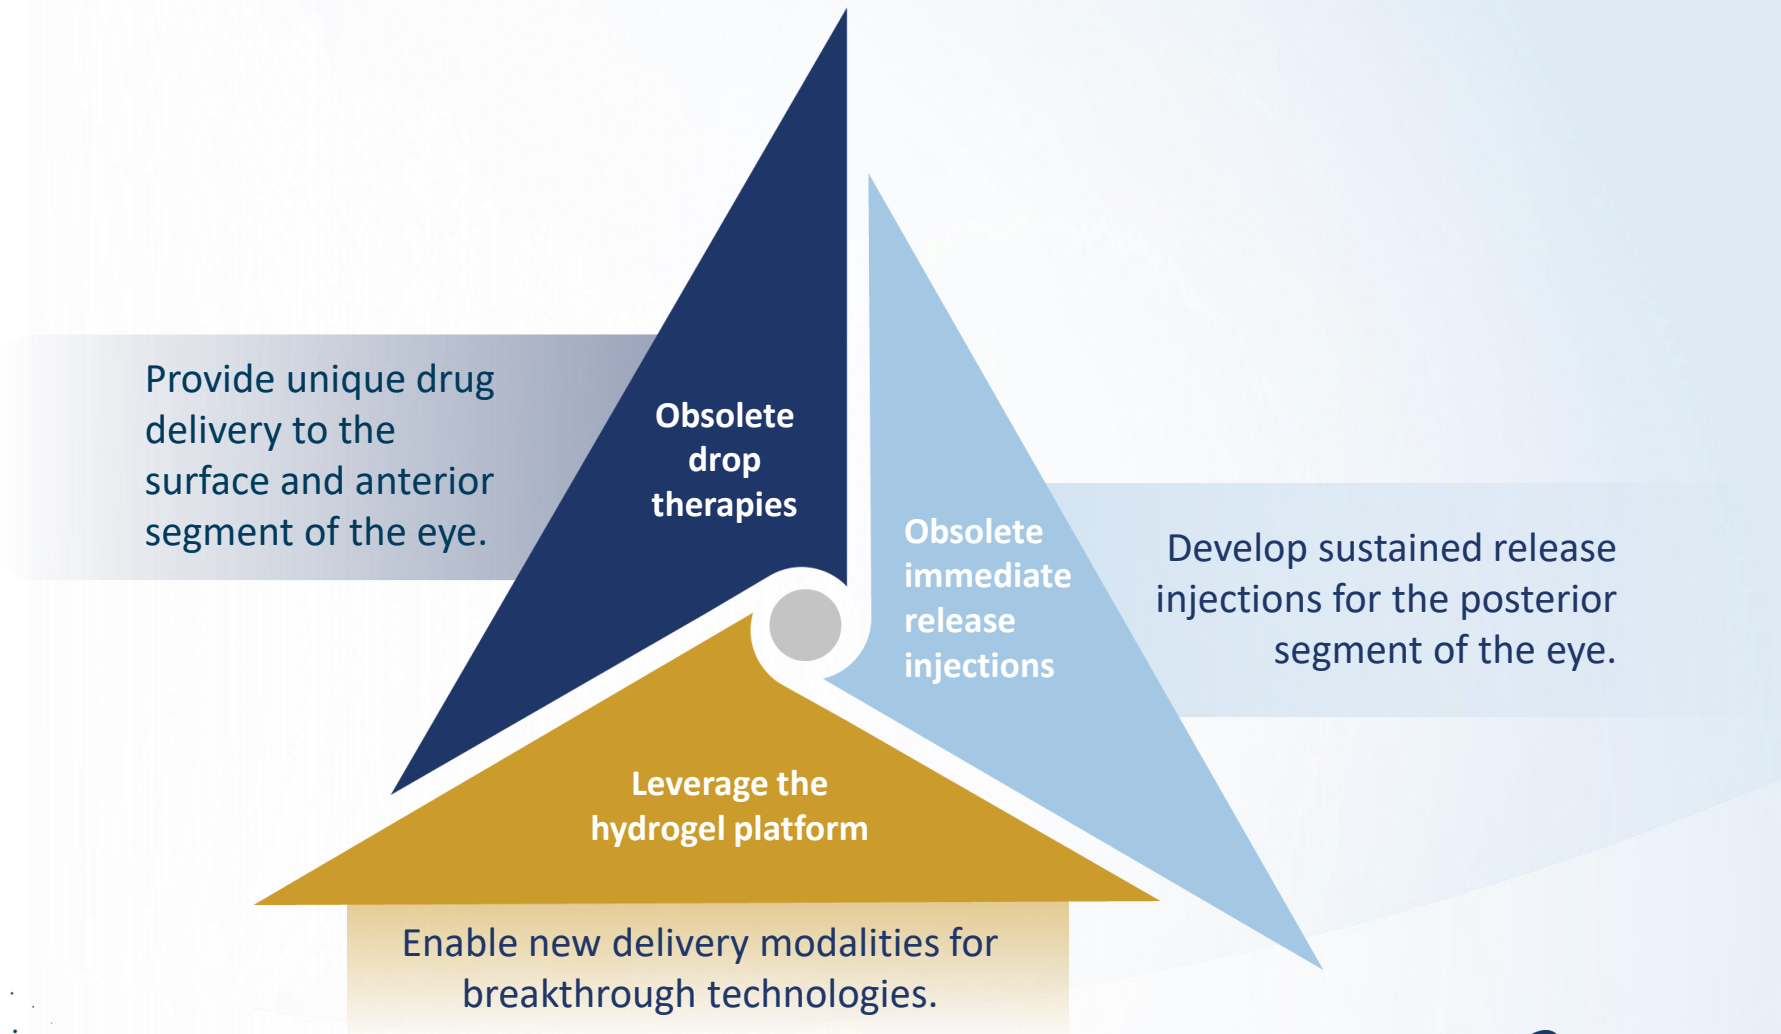 Provide unique drug
delivery to the
surface and anterior
segment of the eye.
Obsolete
drop
therapies
Obsolete
immediate
release
injections
Develop sustained release
injections for the posterior
segment of the eye.
Leverage the
hydrogel platform
Enable new delivery modalities for
breakthrough technologies.